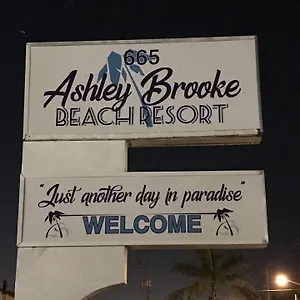 665
Ashley Brooke
BEACH RESORT
"Just another day in paradise"
WELCOME